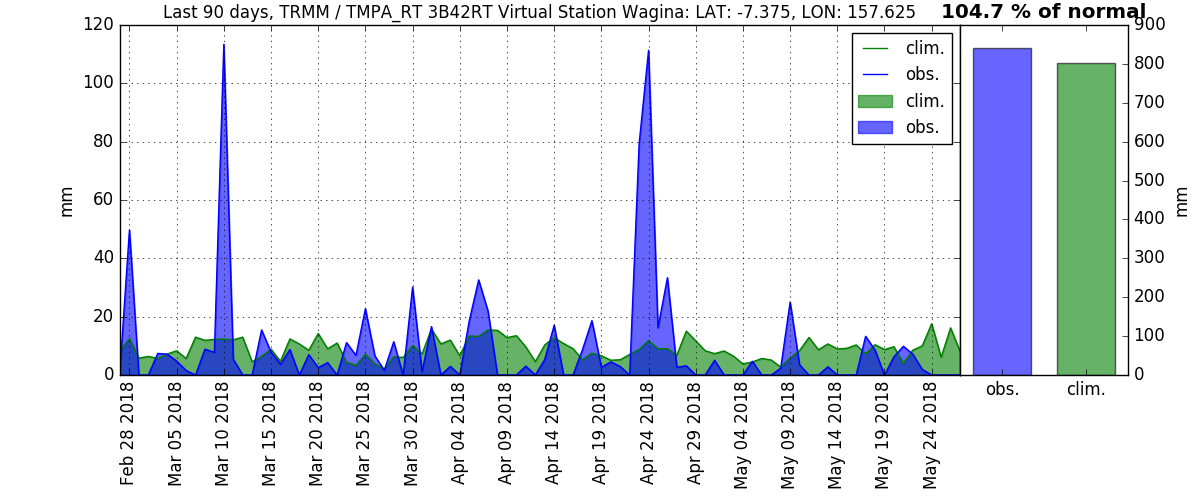 Last 90 days, TRMM / TMPA_RT 3B42RT Virtual Station Wagina: LAT: -7.375, LON: 157.625
104.7 % of normal
120
100
80
60
40
20
0
mm
clim.
obs.
clim.
obs.
900
800
700
600
500
400
300
200
100
0
mm
Feb 28 2018
Mar 05 2018
Mar 10 2018
Mar 15 2018
Mar 20 2018
Mar 25 2018
Mar 30 2018
Apr 04 2018
Apr 09 2018
Apr 14 2018
Apr 19 2018
Apr 24 2018
Apr 29 2018
May 04 2018
May 09 2018
May 14 2018
May 19 2018
May 24 2018
obs.
clim.